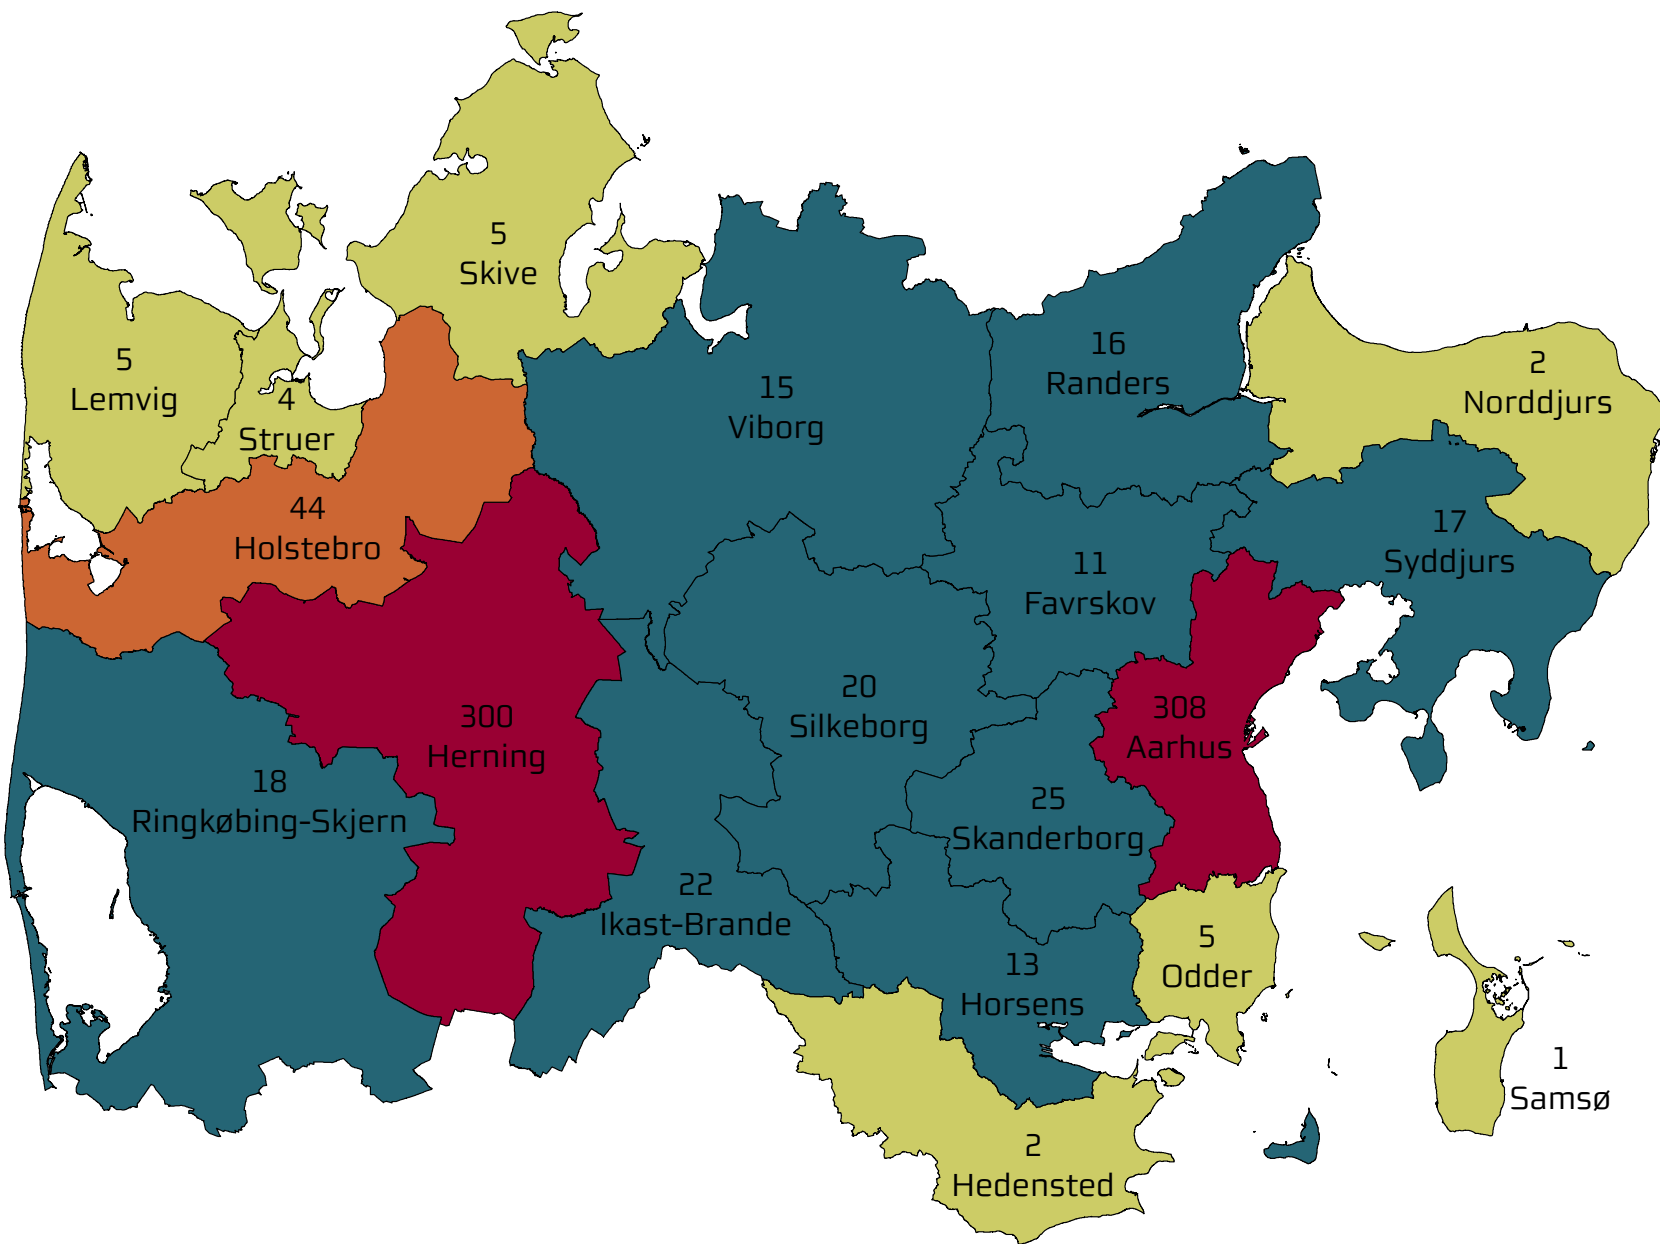 5
Skive
16
Randers
5
Lemvig
2
Norddjurs
15
Viborg
4
Struer
44
Holstebro
17
Syddjurs
11
Favrskov
20
Silkeborg
300
Herning
308
Aarhus
18
Ringkøbing-Skjern
25
Skanderborg
22
Ikast-Brande
5
Odder
13
Horsens
1
Samsø
2
Hedensted